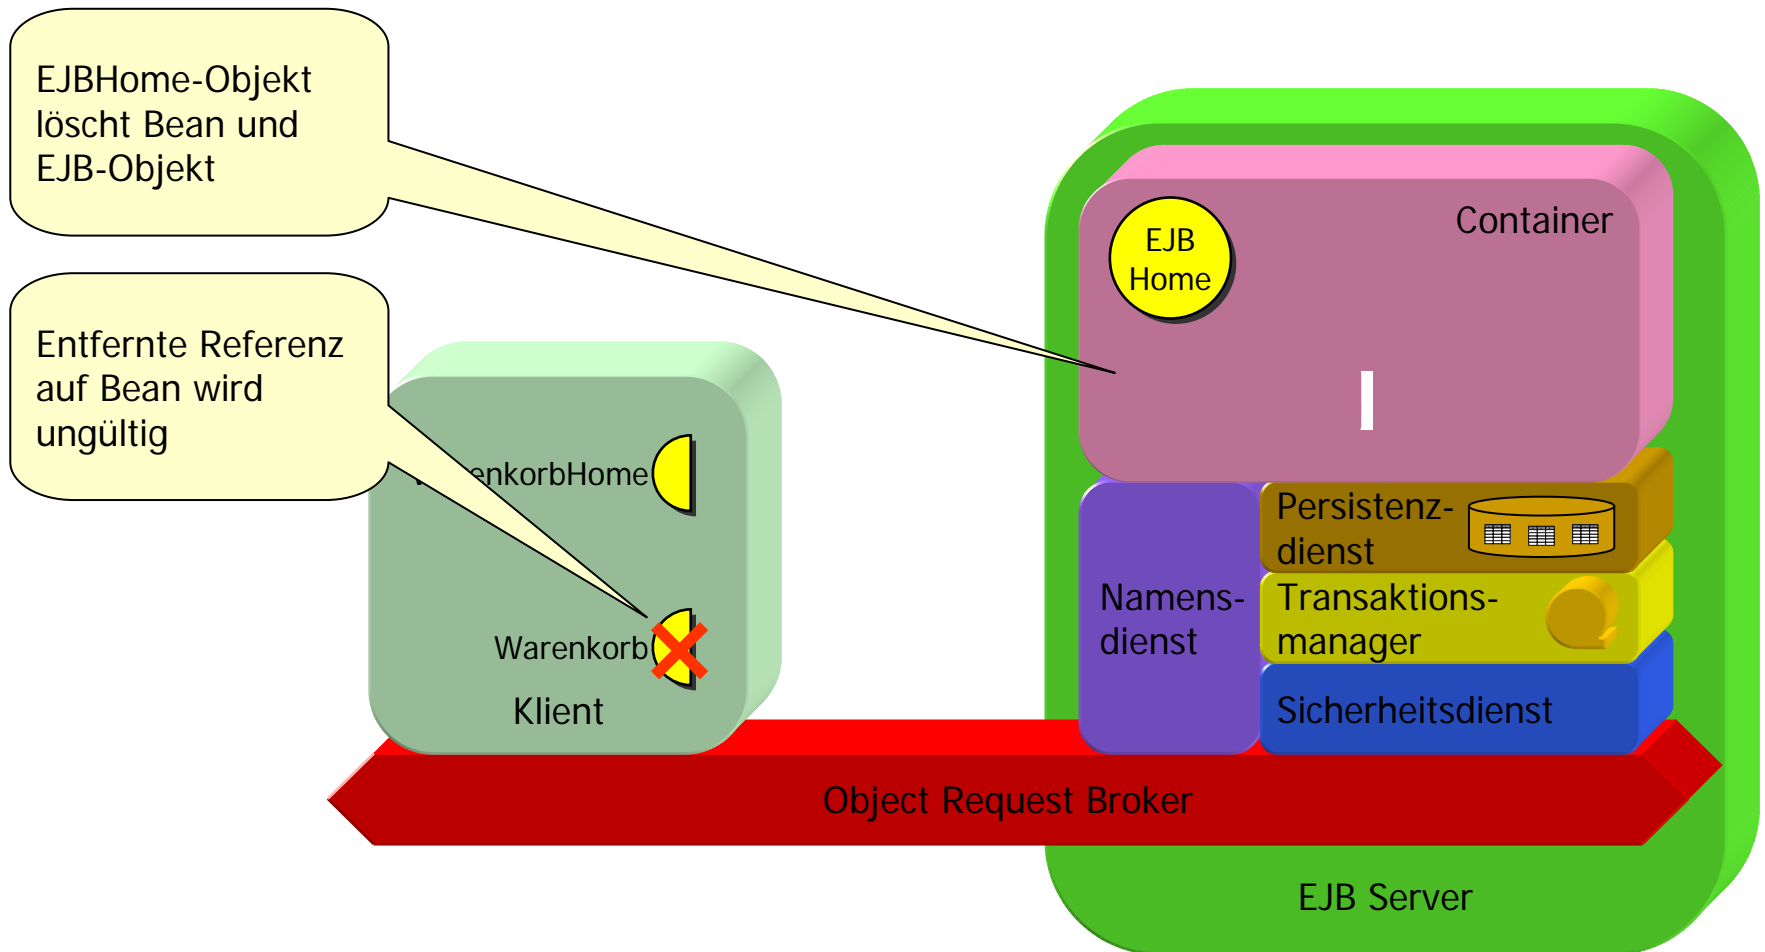 EJBHome-Objekt
löscht Bean und
EJB-Objekt
Entfernte Referenz
auf Bean wird
ungültig
Warenkorb
Klient
EJB
Home
Container
Persistenz-
dienst
Namens-
dienst
Transaktions-
manager
Sicherheitsdienst
Object Request Broker
EJB Server